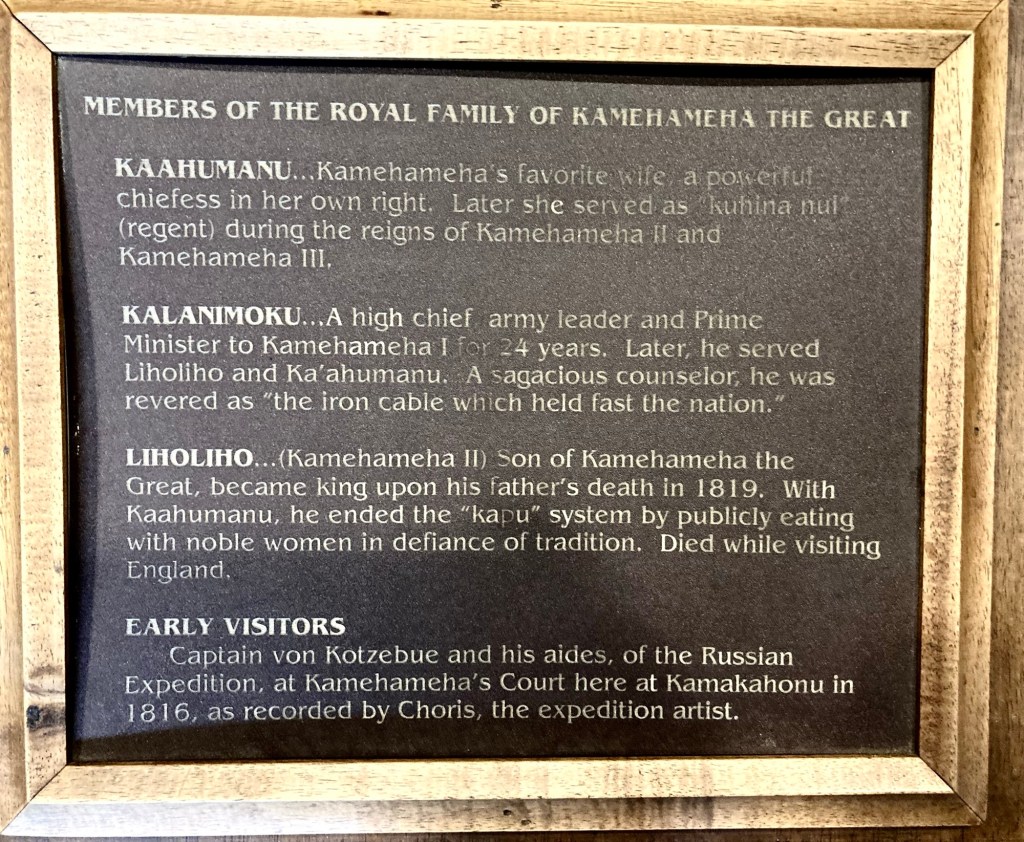 MEMBERS OF THE ROYAL FAMILY OF KAMEHAMEHA THE GREAT
KAAHUMANU...Kamehameha's favorite wife, a powerful
chiefess in her own right. Later she served as "kuhina nui"
(regent) during the reigns of Kamehameha II and
Kamehameha III.
KALANIMOKU...A high chief, army leader and Prime
Minister to Kamehameha I for 24 years. Later, he served
Liholiho and Ka'ahumanu. A sagacious counselor, he was
revered as "the iron cable which held fast the nation."
LIHOLIHO...(Kamehameha II) Son of Kamehameha the
Great, became king upon his father's death in 1819. With
Kaahumanu, he ended the "kapu" system by publicly eating
with noble women in defiance of tradition. Died while visiting
England.
EARLY VISITORS
Captain von Kotzebue and his aides, of the Russian
Expedition, at Kamehameha's Court here at Kamakahonu in
1816, as recorded by Choris, the expedition artist.